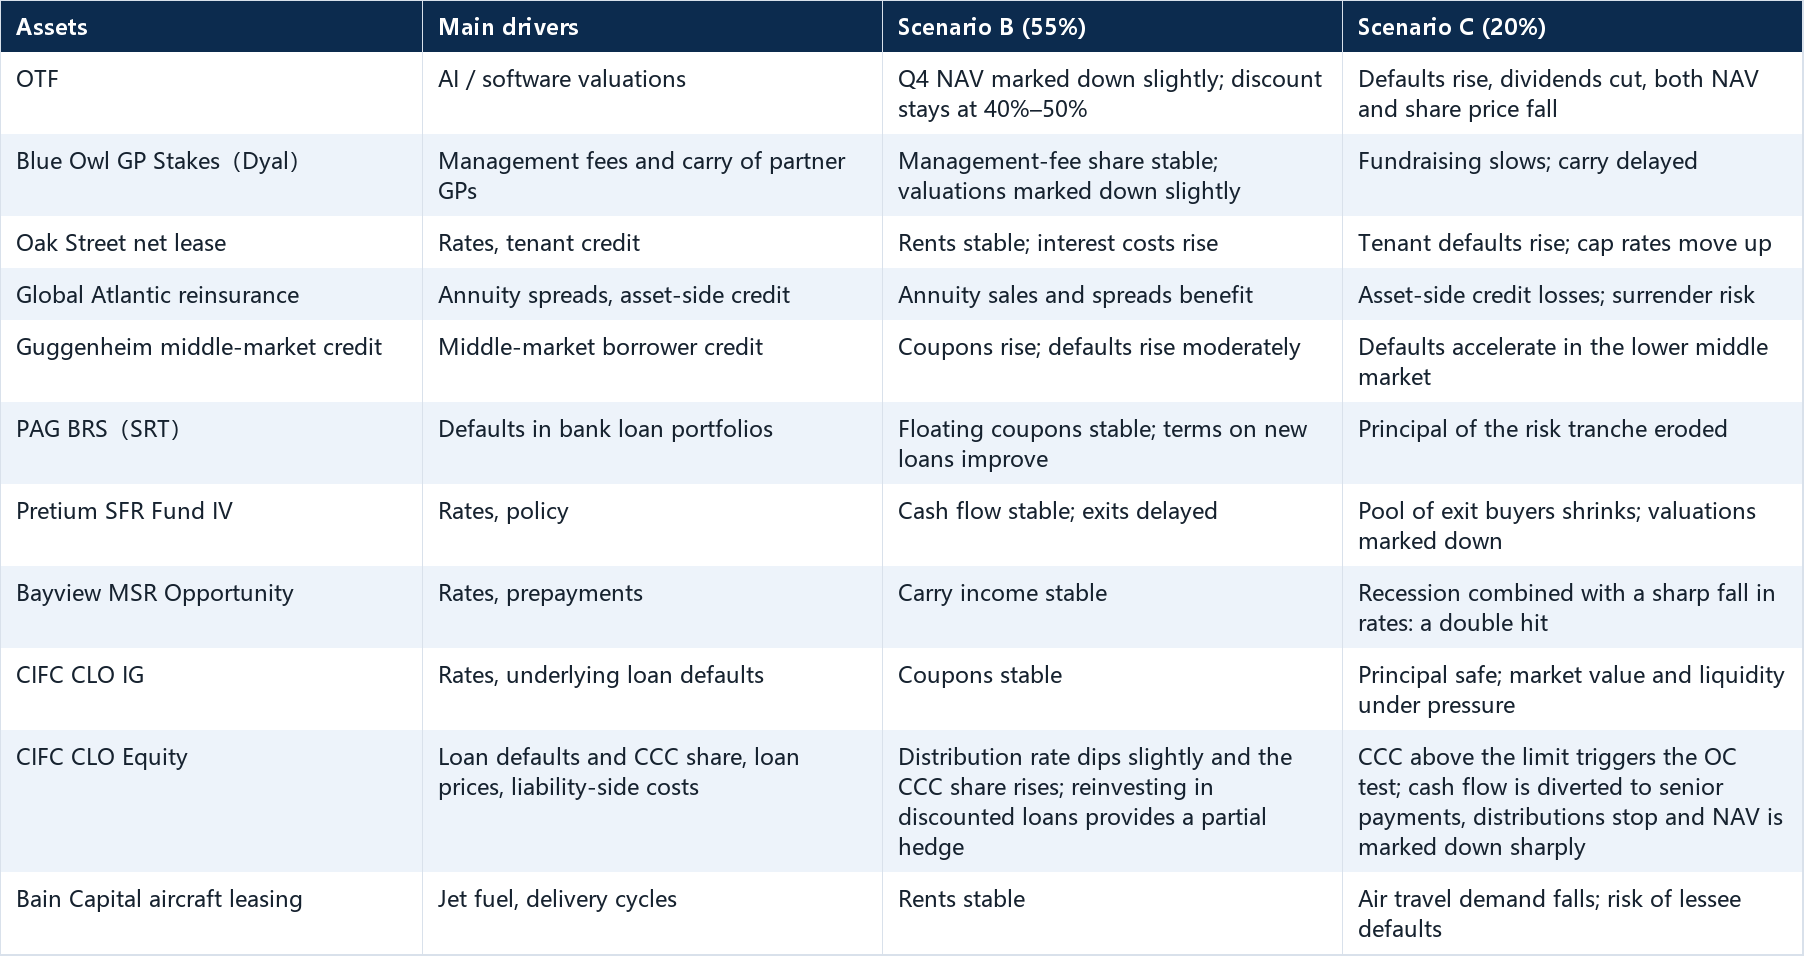 Assets
Main drivers
Scenario B (55%)
Scenario C (20%)
OTF
AI / software valuations
Q4 NAV marked down slightly; discount
stays at 40%–50%
Defaults rise, dividends cut, both NAV
and share price fall
Blue Owl GP Stakes（Dyal）
Management fees and carry of partner
GPs
Management-fee share stable;
valuations marked down slightly
Fundraising slows; carry delayed
Oak Street net lease
Rates, tenant credit
Rents stable; interest costs rise
Tenant defaults rise; cap rates move up
Global Atlantic reinsurance
Annuity spreads, asset-side credit
Annuity sales and spreads benefit
Asset-side credit losses; surrender risk
Guggenheim middle-market credit
Middle-market borrower credit
Coupons rise; defaults rise moderately
Defaults accelerate in the lower middle
market
PAG BRS（SRT）
Defaults in bank loan portfolios
Floating coupons stable; terms on new
loans improve
Principal of the risk tranche eroded
Pretium SFR Fund IV
Rates, policy
Cash flow stable; exits delayed
Pool of exit buyers shrinks; valuations
marked down
Bayview MSR Opportunity
Rates, prepayments
Carry income stable
Recession combined with a sharp fall in
rates: a double hit
CIFC CLO IG
Rates, underlying loan defaults
Coupons stable
Principal safe; market value and liquidity
under pressure
CIFC CLO Equity
Loan defaults and CCC share, loan
prices, liability-side costs
Distribution rate dips slightly and the
CCC share rises; reinvesting in
discounted loans provides a partial
hedge
CCC above the limit triggers the OC
test; cash flow is diverted to senior
payments, distributions stop and NAV is
marked down sharply
Bain Capital aircraft leasing
Jet fuel, delivery cycles
Rents stable
Air travel demand falls; risk of lessee
defaults